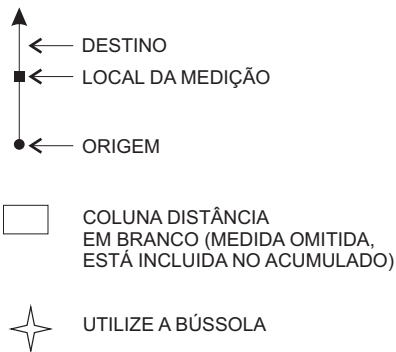 DESTINO
LOCAL DA MEDIÇÃO
ORIGEM
COLUNA DISTÂNCIA
EM BRANCO (MEDIDA OMITIDA,
ESTÁ INCLUIDA NO ACUMULADO)
UTILIZE A BÚSSOLA